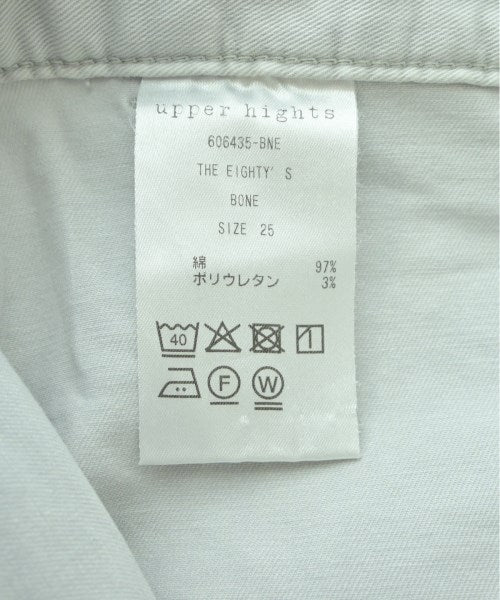 upper hights
606435-BNE
THE EIGHTY' S
BONE
SIZE 25
綿 97%
ポリウレタン 3%
40
F W